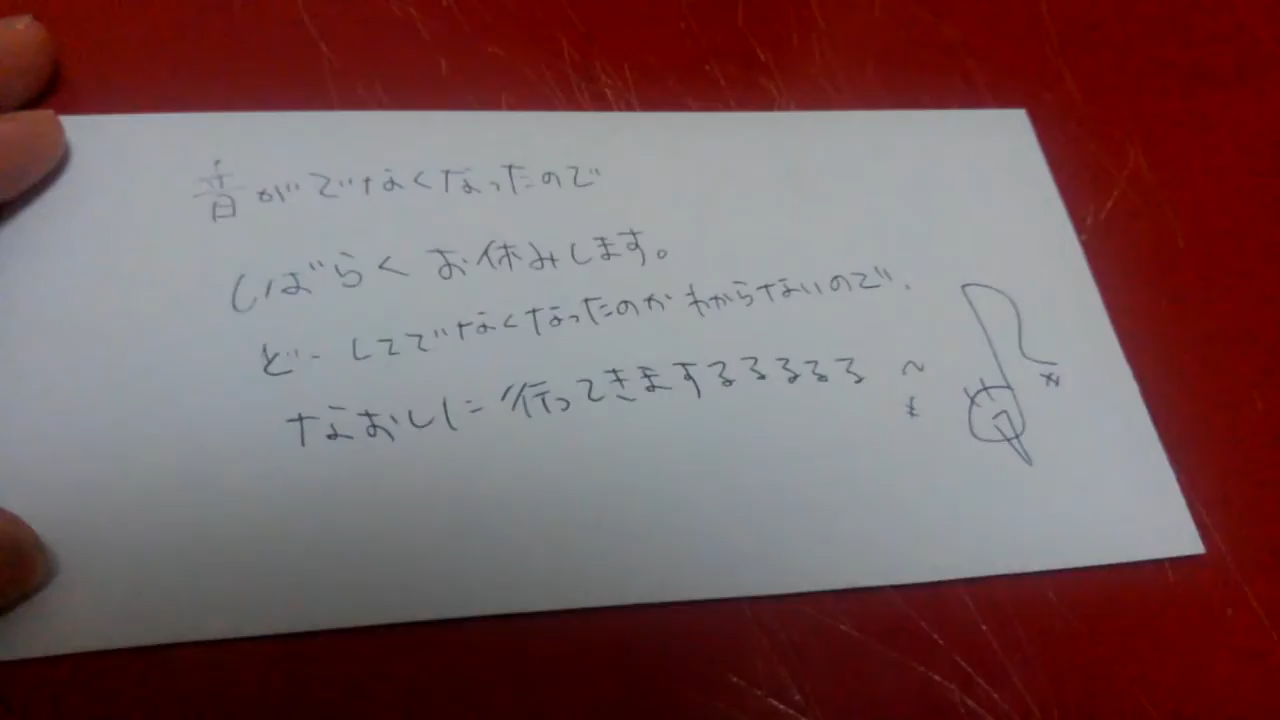 音がでなくなったので
しばらくお休みします。
どーしてでなくなったのかわからないので、
なおしに行ってきまするるるるる~